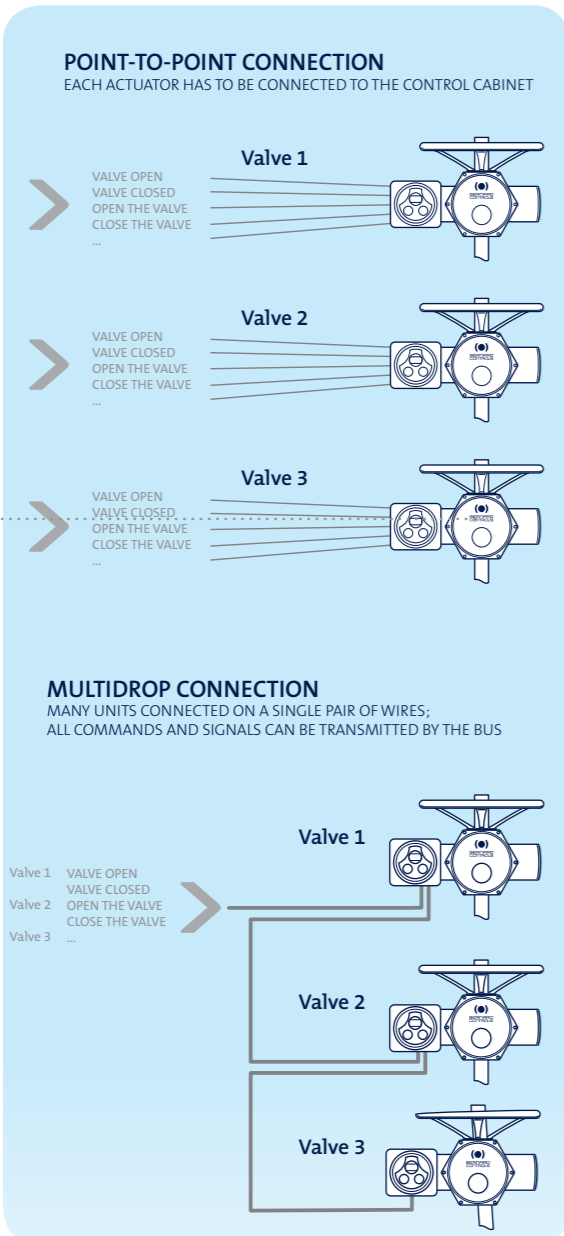 POINT-TO-POINT CONNECTION
EACH ACTUATOR HAS TO BE CONNECTED TO THE CONTROL CABINET
Valve 1
VALVE OPEN
VALVE CLOSED
OPEN THE VALVE
CLOSE THE VALVE
...
Valve 2
VALVE OPEN
VALVE CLOSED
OPEN THE VALVE
CLOSE THE VALVE
...
Valve 3
VALVE OPEN
VALVE CLOSED
OPEN THE VALVE
CLOSE THE VALVE
...
MULTIDROP CONNECTION
MANY UNITS CONNECTED ON A SINGLE PAIR OF WIRES;
ALL COMMANDS AND SIGNALS CAN BE TRANSMITTED BY THE BUS
Valve 1
Valve 1 VALVE OPEN
VALVE CLOSED
Valve 2 OPEN THE VALVE
CLOSE THE VALVE
Valve 3 ...
Valve 2
Valve 3